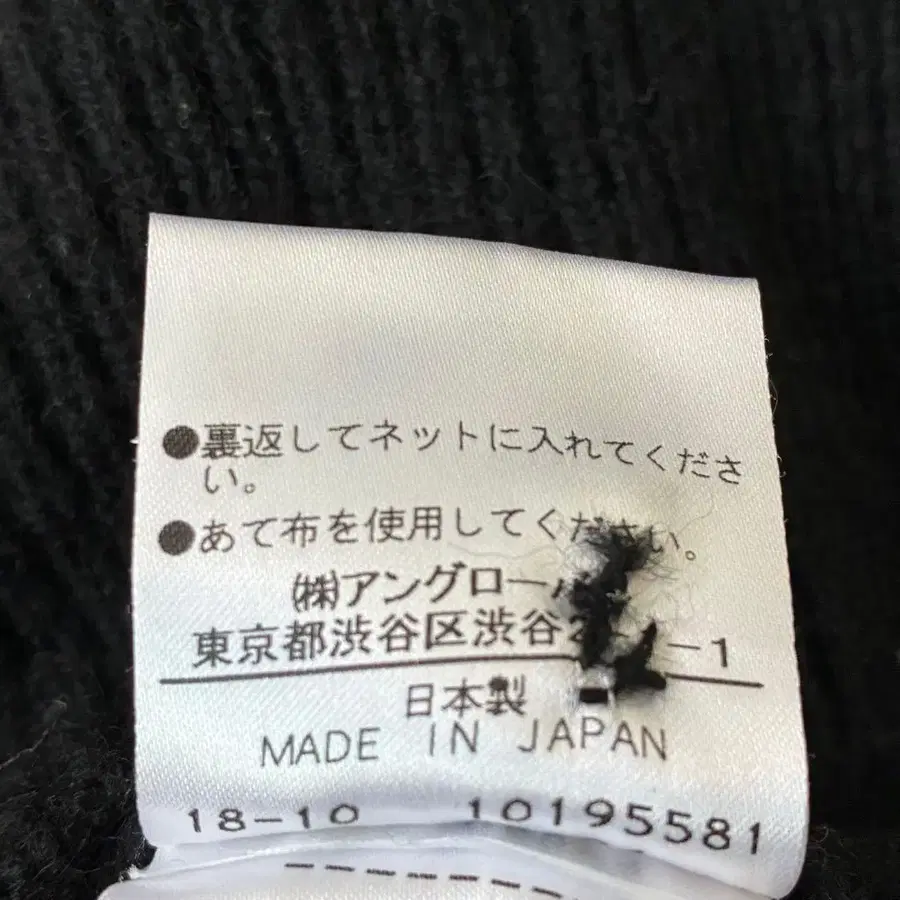 ●裏返してネットに入れてくださ
い。
●あて布を使用してください。
(株)アングロー
東京都渋谷区渋谷 -1
日本製
MADE IN JAPAN
18-10 10195581